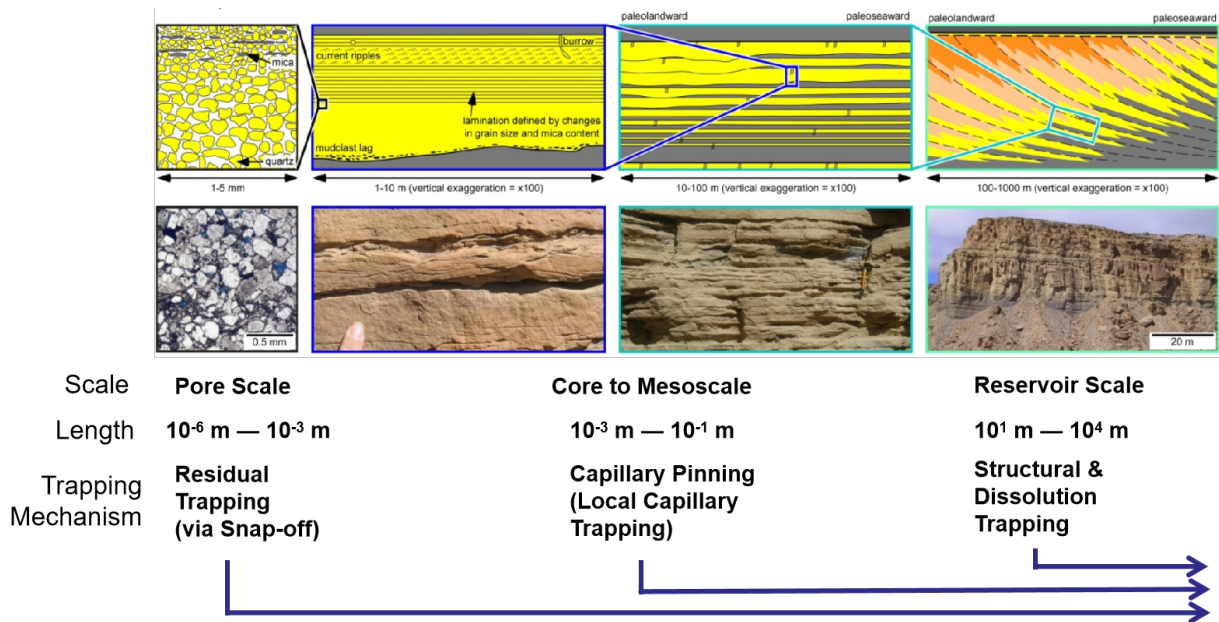 paleolandward
paleoseaward
paleolandward
paleoseaward
mica
quartz
current ripples
burrow
lamination defined by changes
in grain size and mica content
mudclast lag
1-5 mm
1-10 m (vertical exaggeration = x100)
10-100 m (vertical exaggeration = x100)
100-1000 m (vertical exaggeration = x100)
0.5 mm
20 m
Scale
Pore Scale
Core to Mesoscale
Reservoir Scale
Length
10⁻⁶ m — 10⁻³ m
10⁻³ m — 10⁻¹ m
10¹ m — 10⁴ m
Trapping
Mechanism
Residual
Trapping
(via Snap-off)
Capillary Pinning
(Local Capillary
Trapping)
Structural &
Dissolution
Trapping